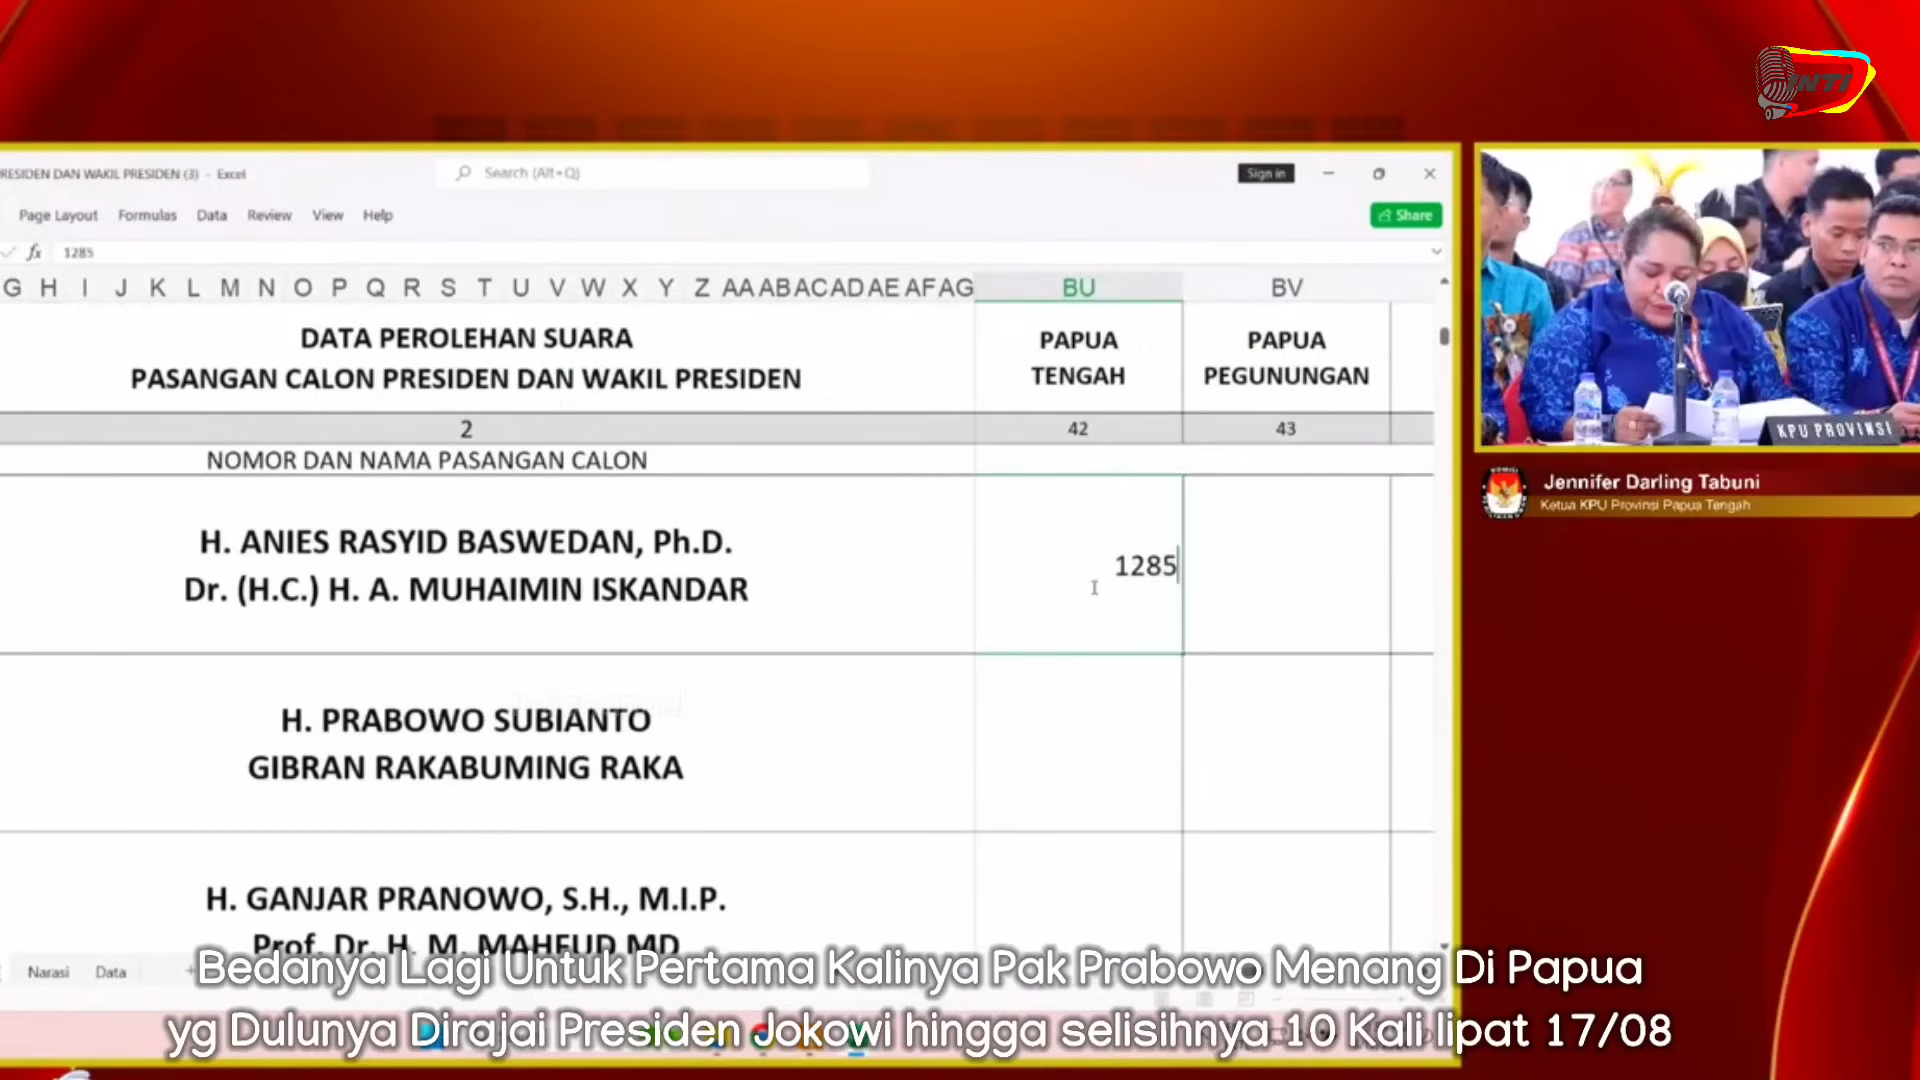 INTI
RESIDEN DAN WAKIL PRESIDEN (3) - Excel
Search (Alt+Q)
Sign in
Page Layout Formulas Data Review View Help
Share
fx 1285
G H I J K L M N O P Q R S T U V W X Y Z AA AB AC AD AE AF AG BU BV
DATA PEROLEHAN SUARA
PASANGAN CALON PRESIDEN DAN WAKIL PRESIDEN
PAPUA
TENGAH
PAPUA
PEGUNUNGAN
2 42 43
NOMOR DAN NAMA PASANGAN CALON
H. ANIES RASYID BASWEDAN, Ph.D.
Dr. (H.C.) H. A. MUHAIMIN ISKANDAR
1285
H. PRABOWO SUBIANTO
GIBRAN RAKABUMING RAKA
H. GANJAR PRANOWO, S.H., M.I.P.
Prof. Dr. H. M. MAHFUD MD
Narasi Data +
KPU PROVINSI
Jennifer Darling Tabuni
Ketua KPU Provinsi Papua Tengah
Bedanya Lagi Untuk Pertama Kalinya Pak Prabowo Menang Di Papua
yg Dulunya Dirajai Presiden Jokowi hingga selisihnya 10 Kali lipat 17/08